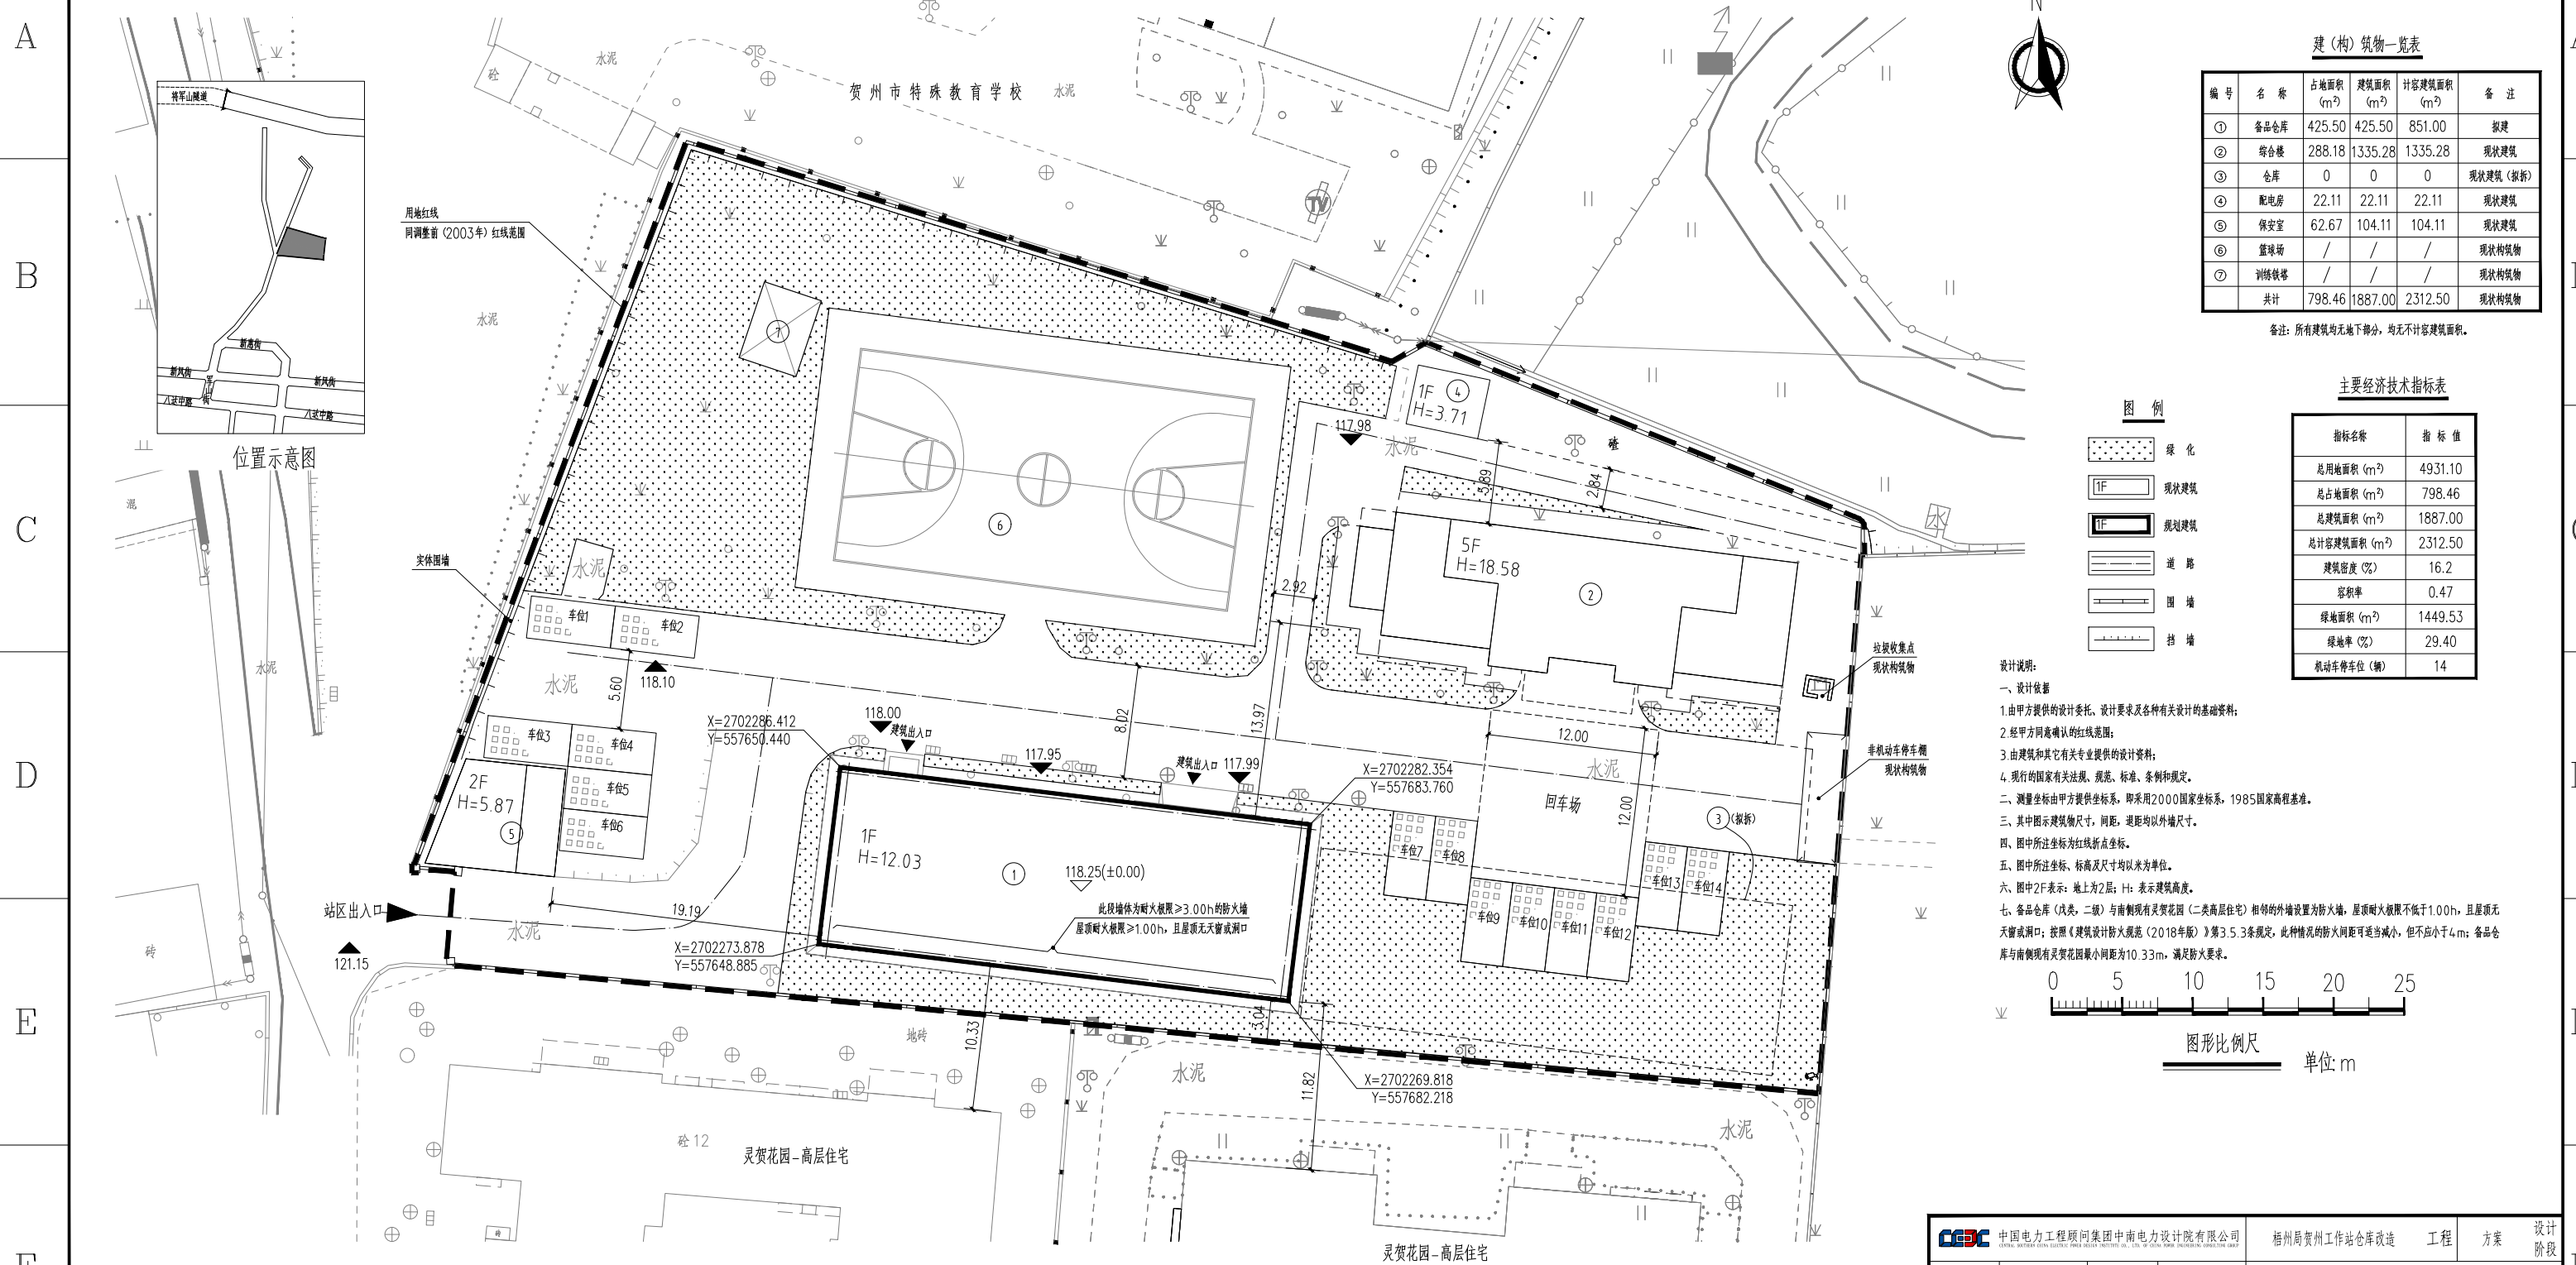 A
B
C
D
E
将军山隧道
新惠街
新风街
新风街
八达中路
八达中路
位置示意图
水泥
砼
贺州市特殊教育学校
水泥
TV
N
用地红线
同调整前（2003年）红线范围
水泥
实体围墙
水泥
混
水泥
砖
7
6
1F
H=3.71
4
117.98
水泥
砼
3.89
2.84
水
5F
H=18.58
2
2.92
车位1
车位2
118.10
水泥
5.60
车位3
车位4
车位5
车位6
2F
H=5.87
5
X=2702286.412
Y=557650.440
118.00
建筑出入口
117.95
建筑出入口
117.99
8.02
13.97
X=2702282.354
Y=557683.760
12.00
水泥
回车场
12.00
3
(拟拆)
垃圾收集点
现状构筑物
非机动车停车棚
现状构筑物
1F
H=12.03
1
118.25(±0.00)
此段墙体为耐火极限≥3.00h的防火墙
屋顶耐火极限≥1.00h，且屋顶无天窗或洞口
车位7
车位8
车位9
车位10
车位11
车位12
车位13
车位14
站区出入口
121.15
水泥
19.19
X=2702273.878
Y=557648.885
10.33
3.04
11.82
X=2702269.818
Y=557682.218
地砖
水泥
水泥
砼12
砖
灵贺花园-高层住宅
灵贺花园-高层住宅
建（构）筑物一览表
编号 名 称 占地面积(m²) 建筑面积(m²) 计容建筑面积(m²) 备 注
① 备品仓库 425.50 425.50 851.00 拟建
② 综合楼 288.18 1335.28 1335.28 现状建筑
③ 仓库 0 0 0 现状建筑（拟拆）
④ 配电房 22.11 22.11 22.11 现状建筑
⑤ 保安室 62.67 104.11 104.11 现状建筑
⑥ 篮球场 / / / 现状构筑物
⑦ 训练铁塔 / / / 现状构筑物
共计 798.46 1887.00 2312.50 现状构筑物
备注：所有建筑均无地下部分，均无不计容建筑面积。
主要经济技术指标表
指标名称 指 标 值
总用地面积 (m²) 4931.10
总占地面积 (m²) 798.46
总建筑面积 (m²) 1887.00
总计容建筑面积 (m²) 2312.50
建筑密度 (%) 16.2
容积率 0.47
绿地面积 (m²) 1449.53
绿地率 (%) 29.40
机动车停车位（辆） 14
图 例
绿 化
1F 现状建筑
1F 规划建筑
道 路
围 墙
挡 墙
设计说明：
一、设计依据
1.由甲方提供的设计委托、设计要求及各种有关设计的基础资料；
2.经甲方同意确认的红线范围；
3.由建筑和其它有关专业提供的设计资料；
4.现行的国家有关法规、规范、标准、条例和规定。
二、测量坐标由甲方提供坐标系，即采用2000国家坐标系，1985国家高程基准。
三、其中图示建筑物尺寸，间距，退距均以外墙尺寸。
四、图中所注坐标为红线折点坐标。
五、图中所注坐标、标高及尺寸均以米为单位。
六、图中2F表示：地上为2层；H：表示建筑高度。
七、备品仓库（戊类，二级）与南侧现有灵贺花园（二类高层住宅）相邻的外墙设置为防火墙，屋顶耐火极限不低于1.00h，且屋顶无
天窗或洞口；按照《建筑设计防火规范（2018年版）》第3.5.3条规定，此种情况的防火间距可适当减小，但不应小于4m；备品仓
库与南侧现有灵贺花园最小间距为10.33m，满足防火要求。
0 5 10 15 20 25
图形比例尺
单位: m
CEEC 中国电力工程顾问集团中南电力设计院有限公司
梧州局贺州工作站仓库改造 工程 方案 设计
阶段